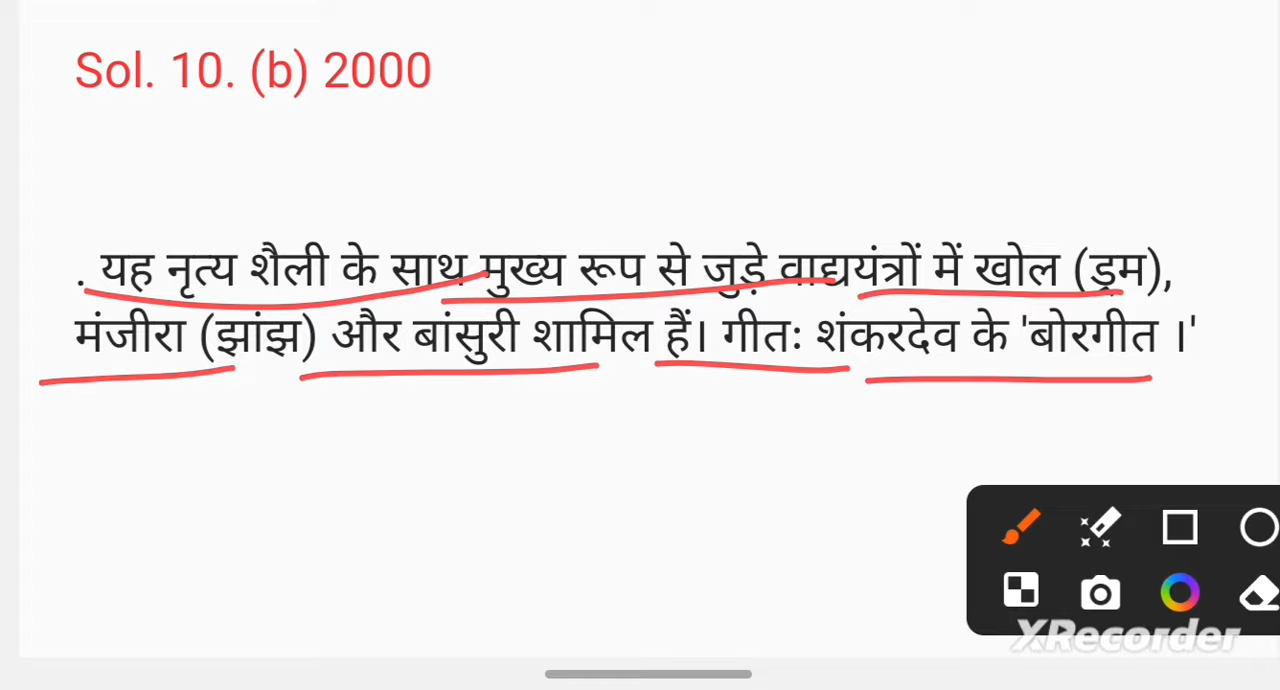 Sol. 10. (b) 2000
. यह नृत्य शैली के साथ मुख्य रूप से जुड़े वाद्ययंत्रों में खोल (ड्रम),
मंजीरा (झांझ) और बांसुरी शामिल हैं। गीतः शंकरदेव के 'बोरगीत ।'
XRecorder